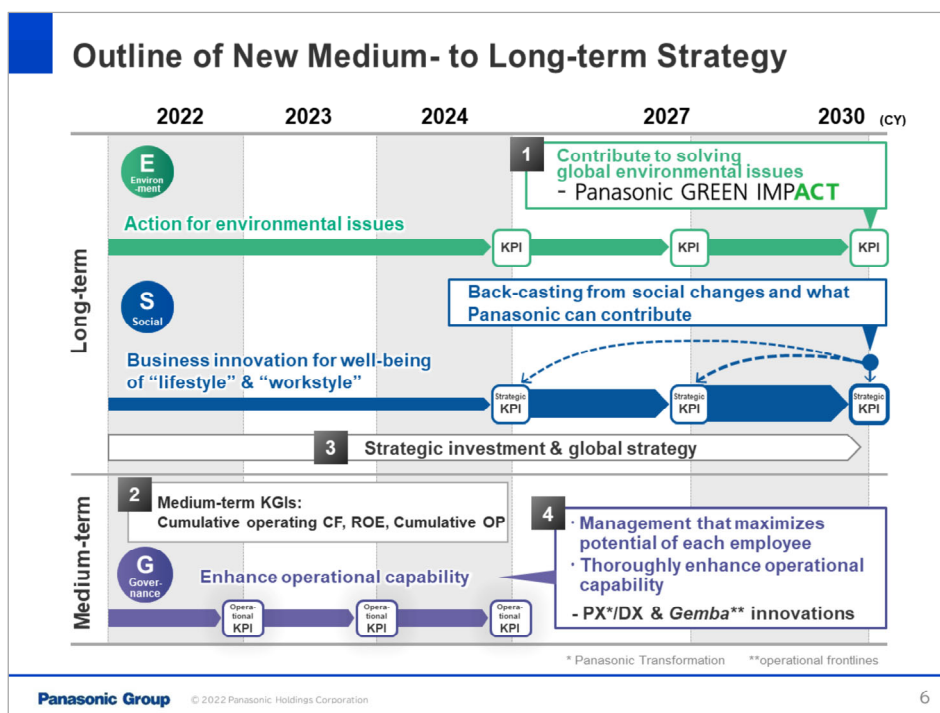 Outline of New Medium- to Long-term Strategy
2022 2023 2024 2027 2030 (CY)
Long-term
E
Environ
-ment
1
Contribute to solving
global environmental issues
- Panasonic GREEN IMPACT
Action for environmental issues
KPI KPI KPI
S
Social
Back-casting from social changes and what
Panasonic can contribute
Business innovation for well-being
of “lifestyle” & “workstyle”
Strategic
KPI
Strategic
KPI
Strategic
KPI
3 Strategic investment & global strategy
Medium-term
2
Medium-term KGIs:
Cumulative operating CF, ROE, Cumulative OP
G
Gover-
nance
Enhance operational capability
Opera-
tional
KPI
Opera-
tional
KPI
Opera-
tional
KPI
4
· Management that maximizes
potential of each employee
· Thoroughly enhance operational
capability
- PX*/DX & Gemba** innovations
* Panasonic Transformation **operational frontlines
Panasonic Group © 2022 Panasonic Holdings Corporation 6